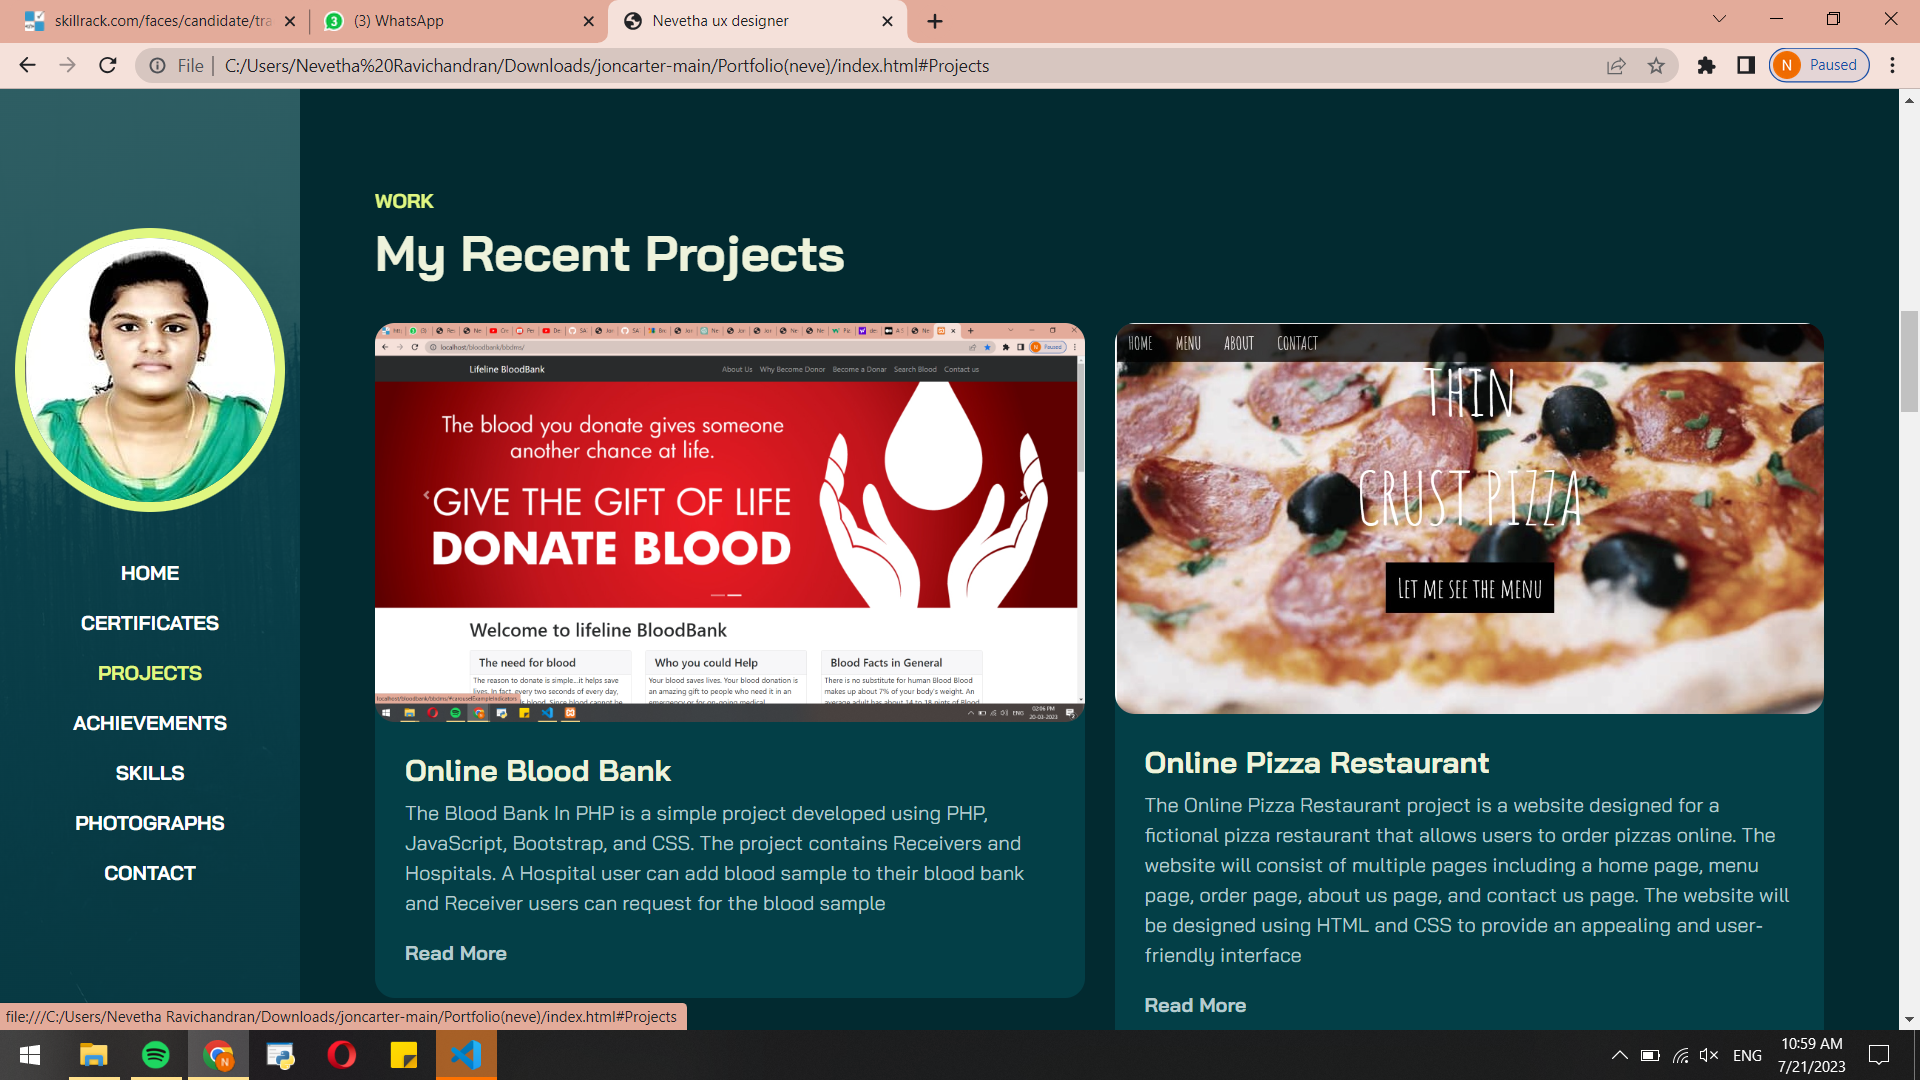 skillrack.com/faces/candidate/tra
(3) WhatsApp
Nevetha ux designer
File
C:/Users/Nevetha%20Ravichandran/Downloads/joncarter-main/Portfolio(neve)/index.html#Projects
N Paused
HOME
CERTIFICATES
PROJECTS
ACHIEVEMENTS
SKILLS
PHOTOGRAPHS
CONTACT
WORK
My Recent Projects
localhost/bloodbank/bbdms/
Paused
Lifeline BloodBank
About Us Why Become Donor Become a Donar Search Blood Contact us
The blood you donate gives someone
another chance at life.
GIVE THE GIFT OF LIFE
DONATE BLOOD
Welcome to lifeline BloodBank
The need for blood
The reason to donate is simple...it helps save
lives. In fact, every two seconds of every day,
Who you could Help
Your blood saves lives. Your blood donation is
an amazing gift to people who need it in an
emergency or for on-going medical
Blood Facts in General
There is no substitute for human Blood Blood
makes up about 7% of your body's weight. An
average adult has about 14 to 18 pints of Blood
ENG
02:06 PM
20-03-2023
Online Blood Bank
The Blood Bank In PHP is a simple project developed using PHP,
JavaScript, Bootstrap, and CSS. The project contains Receivers and
Hospitals. A Hospital user can add blood sample to their blood bank
and Receiver users can request for the blood sample
Read More
HOME MENU ABOUT CONTACT
THIN
CRUST PIZZA
LET ME SEE THE MENU
Online Pizza Restaurant
The Online Pizza Restaurant project is a website designed for a
fictional pizza restaurant that allows users to order pizzas online. The
website will consist of multiple pages including a home page, menu
page, order page, about us page, and contact us page. The website will
be designed using HTML and CSS to provide an appealing and user-
friendly interface
Read More
file:///C:/Users/Nevetha Ravichandran/Downloads/joncarter-main/Portfolio(neve)/index.html#Projects
ENG
10:59 AM
7/21/2023